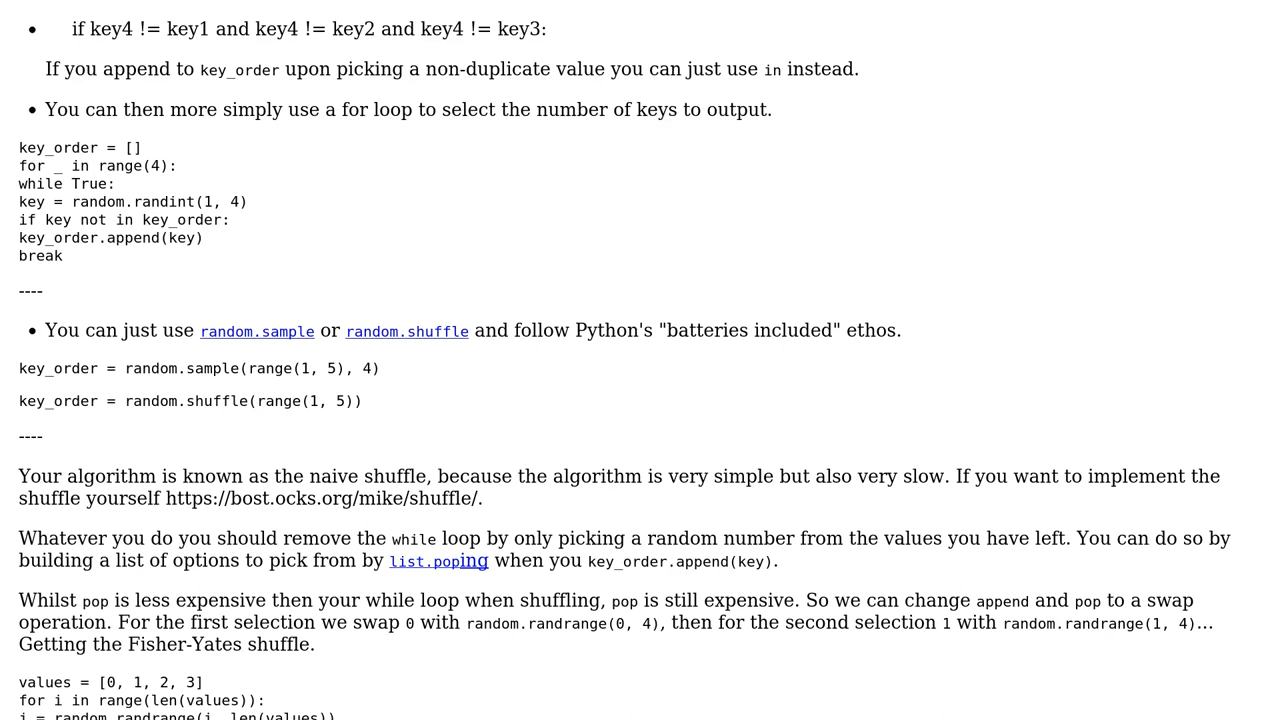 if key4 != key1 and key4 != key2 and key4 != key3:
If you append to key_order upon picking a non-duplicate value you can just use in instead.
You can then more simply use a for loop to select the number of keys to output.
key_order = []
for _ in range(4):
while True:
key = random.randint(1, 4)
if key not in key_order:
key_order.append(key)
break
----
You can just use random.sample or random.shuffle and follow Python's "batteries included" ethos.
key_order = random.sample(range(1, 5), 4)
key_order = random.shuffle(range(1, 5))
----
Your algorithm is known as the naive shuffle, because the algorithm is very simple but also very slow. If you want to implement the
shuffle yourself https://bost.ocks.org/mike/shuffle/.
Whatever you do you should remove the while loop by only picking a random number from the values you have left. You can do so by
building a list of options to pick from by list.poping when you key_order.append(key).
Whilst pop is less expensive then your while loop when shuffling, pop is still expensive. So we can change append and pop to a swap
operation. For the first selection we swap 0 with random.randrange(0, 4), then for the second selection 1 with random.randrange(1, 4)...
Getting the Fisher-Yates shuffle.
values = [0, 1, 2, 3]
for i in range(len(values)):
j = random.randrange(i, len(values))